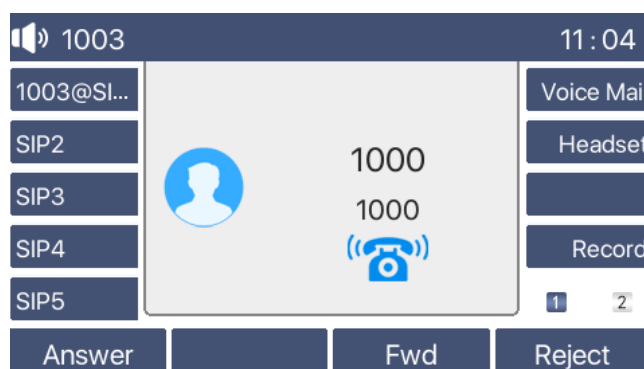 1003
11:04
1003@SI...
SIP2
SIP3
SIP4
SIP5
1000
1000
Voice Mai
Headset
Record
1 2
Answer Fwd Reject